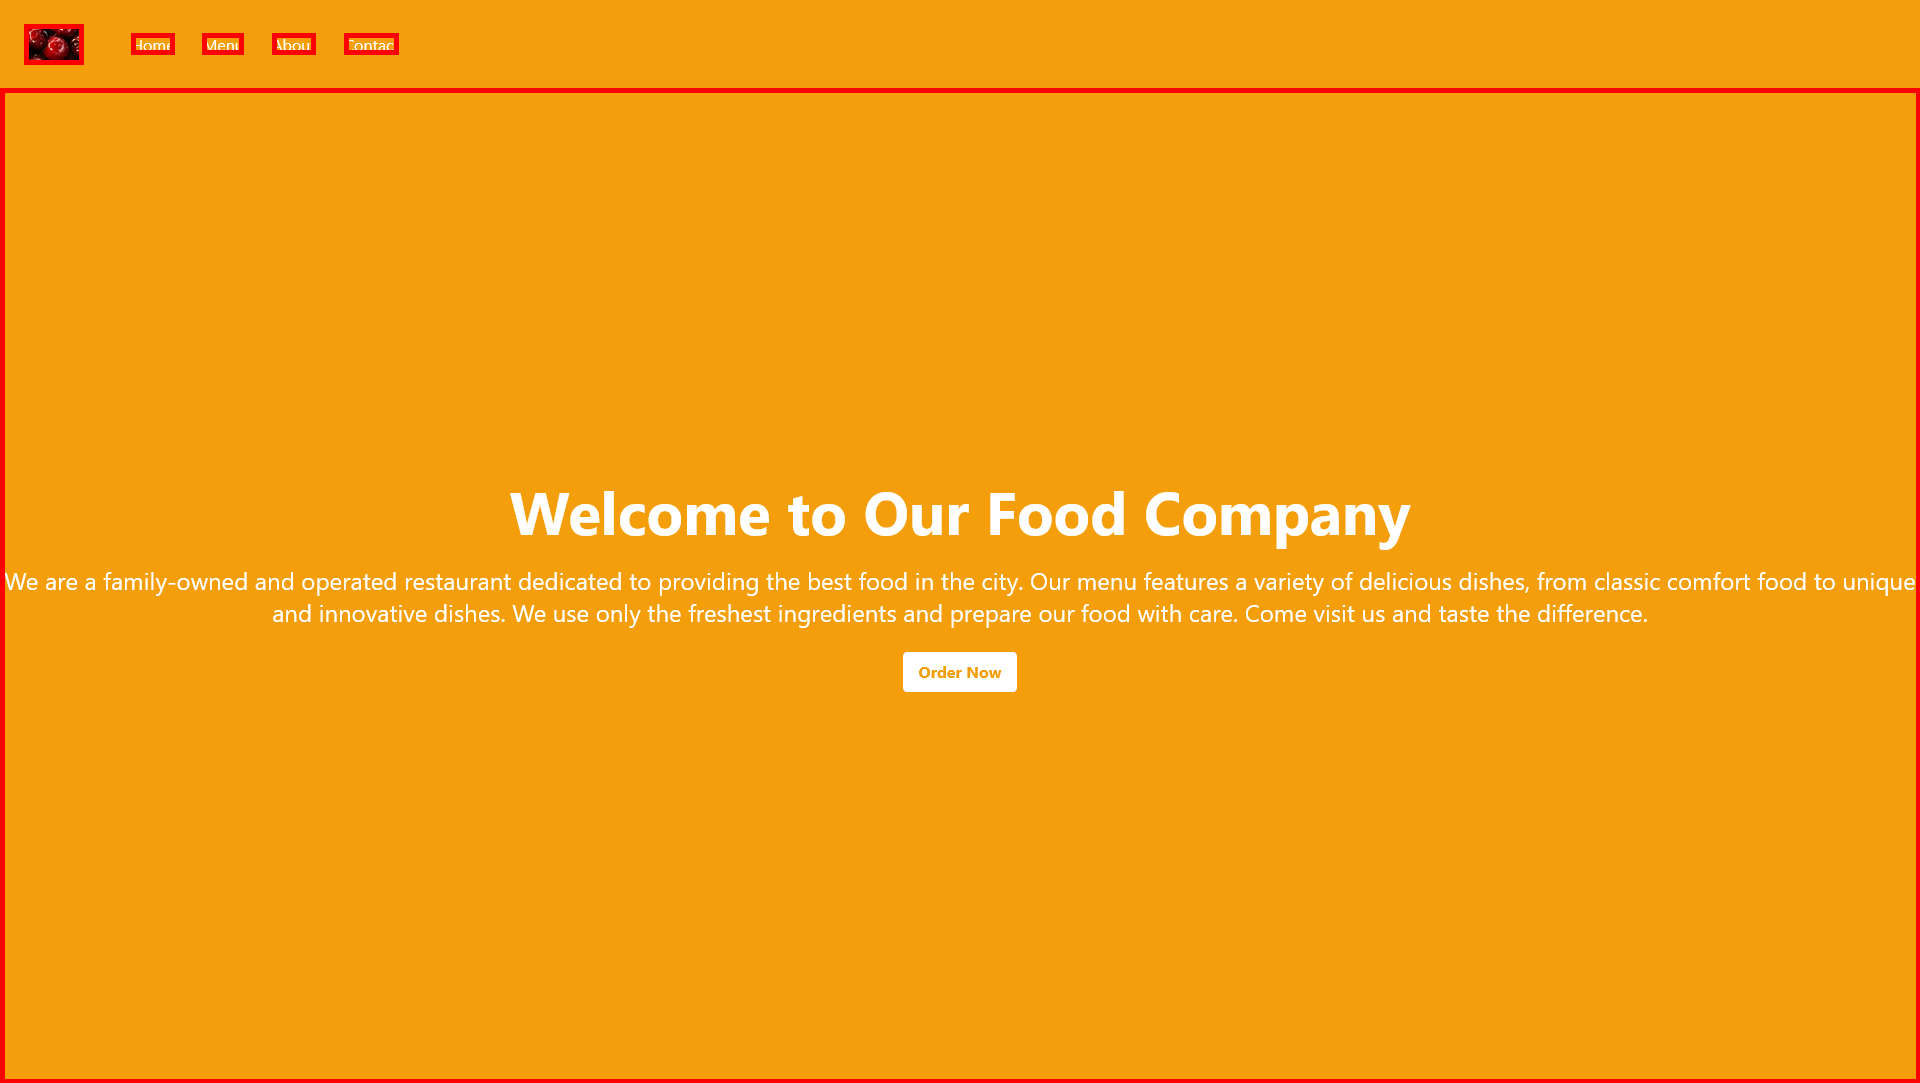 Home Menu About Contact
Welcome to Our Food Company
We are a family-owned and operated restaurant dedicated to providing the best food in the city. Our menu features a variety of delicious dishes, from classic comfort food to unique
and innovative dishes. We use only the freshest ingredients and prepare our food with care. Come visit us and taste the difference.
Order Now